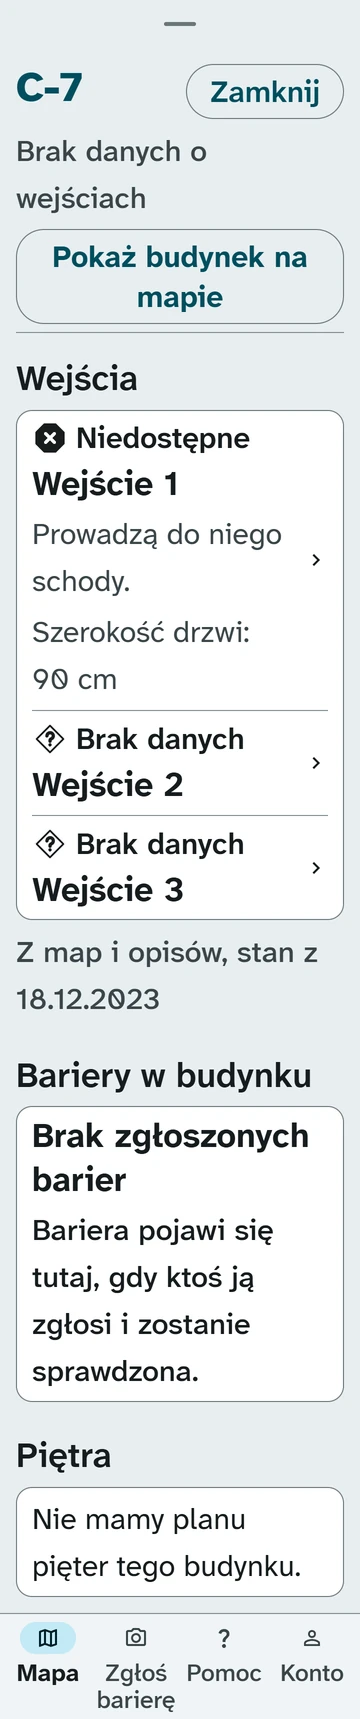 C-7
Zamknij
Brak danych o
wejściach
Pokaż budynek na
mapie
Wejścia
Niedostępne
Wejście 1
Prowadzą do niego
schody.
Szerokość drzwi:
90 cm
Brak danych
Wejście 2
Brak danych
Wejście 3
Z map i opisów, stan z
18.12.2023
Bariery w budynku
Brak zgłoszonych
barier
Bariera pojawi się
tutaj, gdy ktoś ją
zgłosi i zostanie
sprawdzona.
Piętra
Nie mamy planu
pięter tego budynku.
Mapa
Zgłoś
barierę
Pomoc
Konto